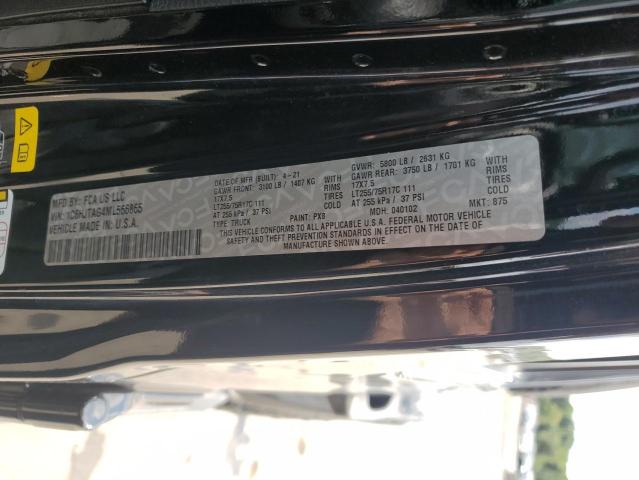 MFD BY: FCA US LLC
DATE OF MFR (BUILT): 4-21
GVWR: 5800 LB / 2631 KG
GAWR FRONT: 3100 LB / 1407 KG WITH
GAWR REAR: 3750 LB / 1701 KG WITH
17X7.5 RIMS
17X7.5 RIMS
LT255/75R17C 111 TIRES
LT255/75R17C 111 TIRES
AT 255 kPa / 37 PSI COLD
AT 255 kPa / 37 PSI COLD
VIN: 1C6HJTAG4ML566865
TYPE: TRUCK
PAINT: PX8
MDH: 040102
MKT: 875
VEHICLE MADE IN: U.S.A.
THIS VEHICLE CONFORMS TO ALL APPLICABLE U.S.A. FEDERAL MOTOR VEHICLE
SAFETY AND THEFT PREVENTION STANDARDS IN EFFECT ON THE DATE OF
MANUFACTURE SHOWN ABOVE.